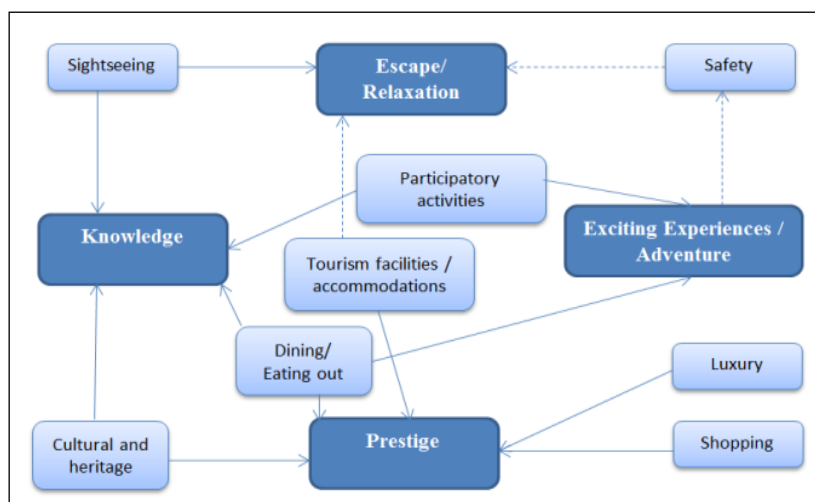 Sightseeing
Escape/
Relaxation
Safety
Participatory
activities
Knowledge
Exciting Experiences /
Adventure
Tourism facilities /
accommodations
Dining/
Eating out
Luxury
Cultural and
heritage
Prestige
Shopping